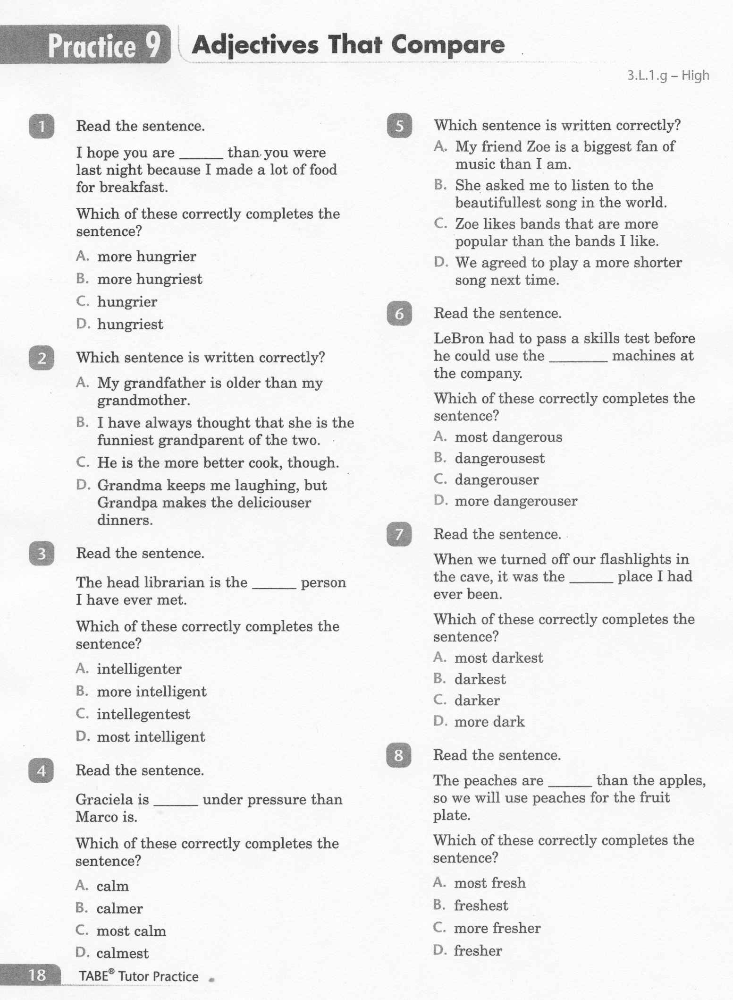 Practice 9
Adjectives That Compare
3.L.1.g – High
1
Read the sentence.
I hope you are ______ than you were
last night because I made a lot of food
for breakfast.
Which of these correctly completes the
sentence?
A. more hungrier
B. more hungriest
C. hungrier
D. hungriest
2
Which sentence is written correctly?
A. My grandfather is older than my
grandmother.
B. I have always thought that she is the
funniest grandparent of the two.
C. He is the more better cook, though.
D. Grandma keeps me laughing, but
Grandpa makes the deliciouser
dinners.
3
Read the sentence.
The head librarian is the ______ person
I have ever met.
Which of these correctly completes the
sentence?
A. intelligenter
B. more intelligent
C. intellegentest
D. most intelligent
4
Read the sentence.
Graciela is ______ under pressure than
Marco is.
Which of these correctly completes the
sentence?
A. calm
B. calmer
C. most calm
D. calmest
5
Which sentence is written correctly?
A. My friend Zoe is a biggest fan of
music than I am.
B. She asked me to listen to the
beautifullest song in the world.
C. Zoe likes bands that are more
popular than the bands I like.
D. We agreed to play a more shorter
song next time.
6
Read the sentence.
LeBron had to pass a skills test before
he could use the ________ machines at
the company.
Which of these correctly completes the
sentence?
A. most dangerous
B. dangerousest
C. dangerouser
D. more dangerouser
7
Read the sentence.
When we turned off our flashlights in
the cave, it was the ______ place I had
ever been.
Which of these correctly completes the
sentence?
A. most darkest
B. darkest
C. darker
D. more dark
8
Read the sentence.
The peaches are ______ than the apples,
so we will use peaches for the fruit
plate.
Which of these correctly completes the
sentence?
A. most fresh
B. freshest
C. more fresher
D. fresher
18
TABE® Tutor Practice